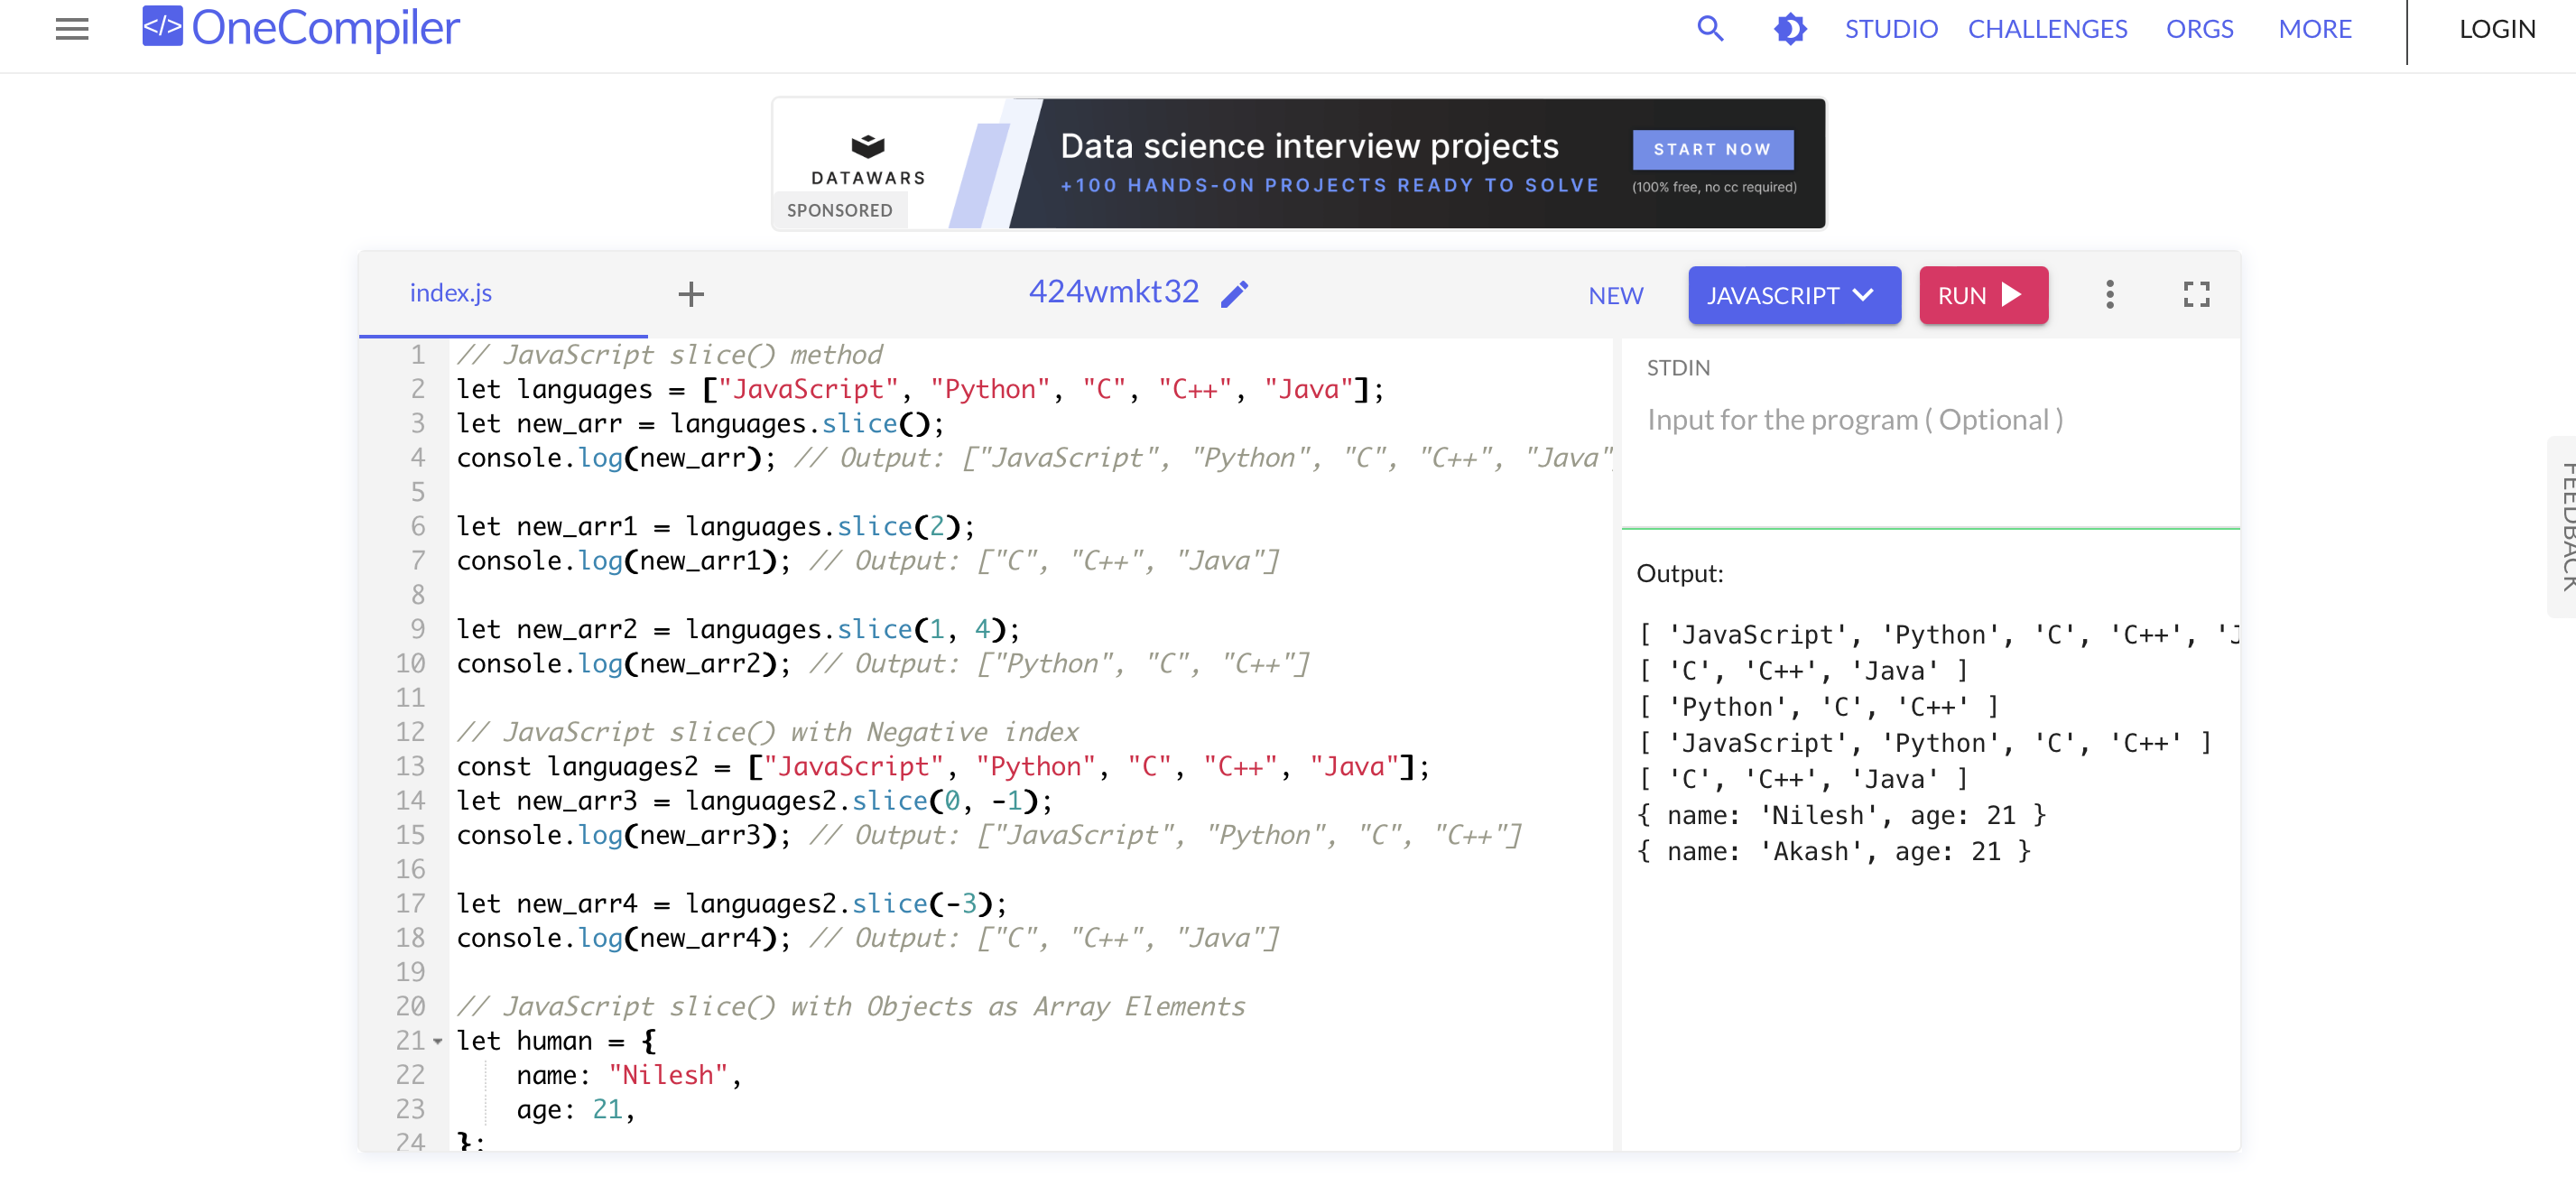 </> OneCompiler
STUDIO CHALLENGES ORGS MORE LOGIN
DATAWARS
SPONSORED
Data science interview projects
+100 HANDS-ON PROJECTS READY TO SOLVE
START NOW
(100% free, no cc required)
index.js
424wmkt32
NEW
JAVASCRIPT
RUN
1 // JavaScript slice() method
2 let languages = ["JavaScript", "Python", "C", "C++", "Java"];
3 let new_arr = languages.slice();
4 console.log(new_arr); // Output: ["JavaScript", "Python", "C", "C++", "Java"
5
6 let new_arr1 = languages.slice(2);
7 console.log(new_arr1); // Output: ["C", "C++", "Java"]
8
9 let new_arr2 = languages.slice(1, 4);
10 console.log(new_arr2); // Output: ["Python", "C", "C++"]
11
12 // JavaScript slice() with Negative index
13 const languages2 = ["JavaScript", "Python", "C", "C++", "Java"];
14 let new_arr3 = languages2.slice(0, -1);
15 console.log(new_arr3); // Output: ["JavaScript", "Python", "C", "C++"]
16
17 let new_arr4 = languages2.slice(-3);
18 console.log(new_arr4); // Output: ["C", "C++", "Java"]
19
20 // JavaScript slice() with Objects as Array Elements
21 let human = {
22 name: "Nilesh",
23 age: 21,
24 };
STDIN
Input for the program ( Optional )
Output:
[ 'JavaScript', 'Python', 'C', 'C++', 'J
[ 'C', 'C++', 'Java' ]
[ 'Python', 'C', 'C++' ]
[ 'JavaScript', 'Python', 'C', 'C++' ]
[ 'C', 'C++', 'Java' ]
{ name: 'Nilesh', age: 21 }
{ name: 'Akash', age: 21 }
FEEDBACK